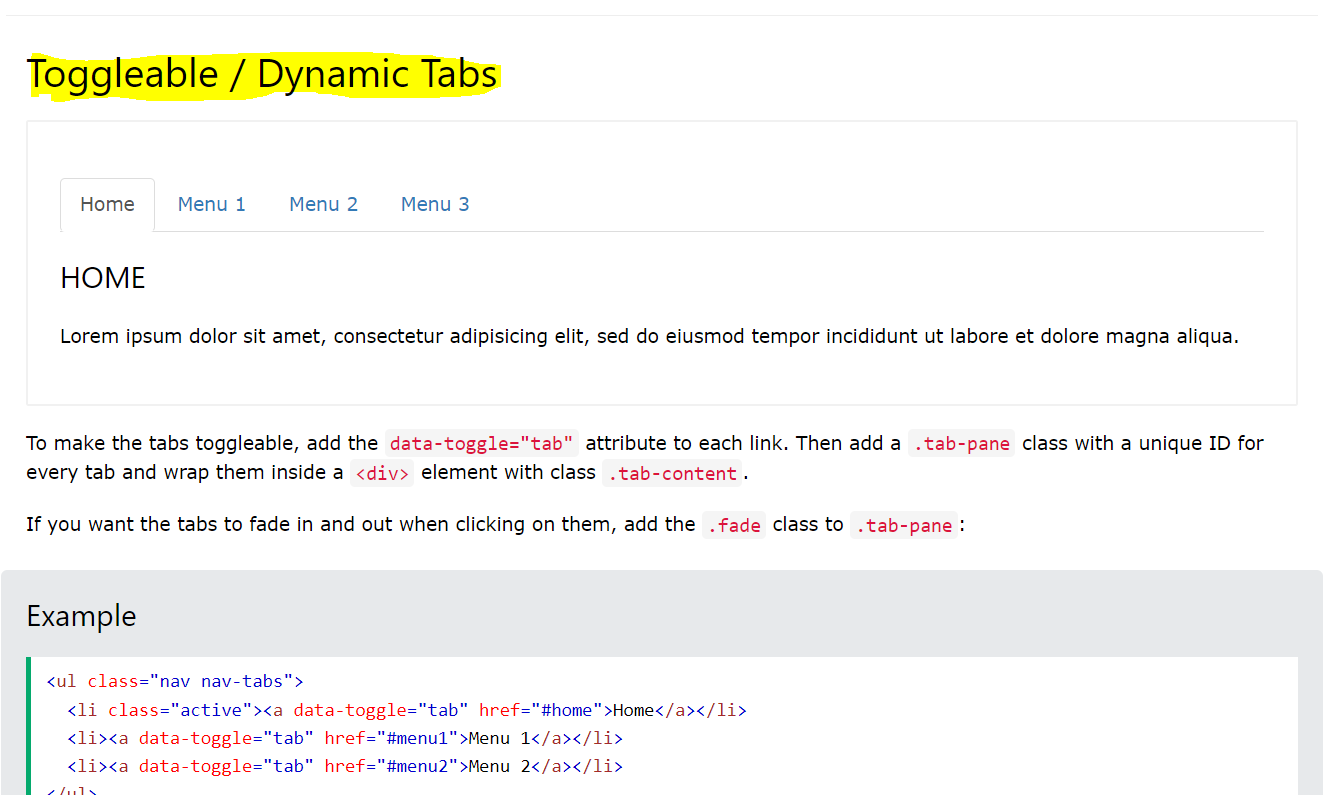 Toggleable / Dynamic Tabs
Home Menu 1 Menu 2 Menu 3
HOME
Lorem ipsum dolor sit amet, consectetur adipisicing elit, sed do eiusmod tempor incididunt ut labore et dolore magna aliqua.
To make the tabs toggleable, add the data-toggle="tab" attribute to each link. Then add a .tab-pane class with a unique ID for
every tab and wrap them inside a <div> element with class .tab-content.
If you want the tabs to fade in and out when clicking on them, add the .fade class to .tab-pane:
Example
<ul class="nav nav-tabs">
<li class="active"><a data-toggle="tab" href="#home">Home</a></li>
<li><a data-toggle="tab" href="#menu1">Menu 1</a></li>
<li><a data-toggle="tab" href="#menu2">Menu 2</a></li>
</ul>